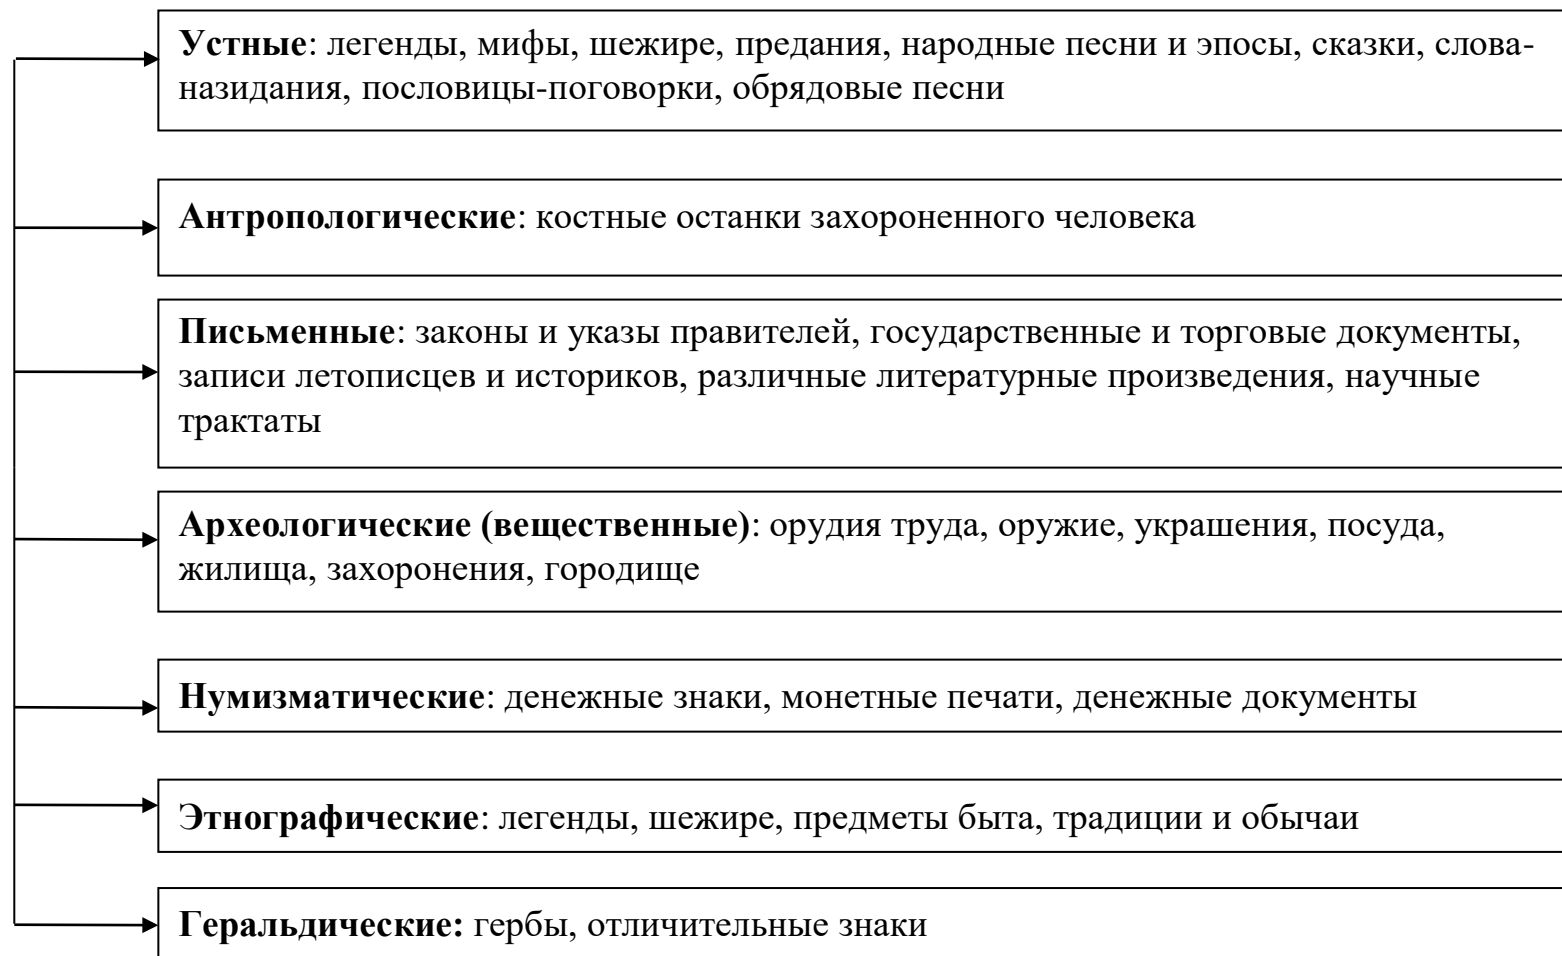 Устные: легенды, мифы, шежире, предания, народные песни и эпосы, сказки, слова-
назидания, пословицы-поговорки, обрядовые песни
Антропологические: костные останки захороненного человека
Письменные: законы и указы правителей, государственные и торговые документы,
записи летописцев и историков, различные литературные произведения, научные
трактаты
Археологические (вещественные): орудия труда, оружие, украшения, посуда,
жилища, захоронения, городище
Нумизматические: денежные знаки, монетные печати, денежные документы
Этнографические: легенды, шежире, предметы быта, традиции и обычаи
Геральдические: гербы, отличительные знаки